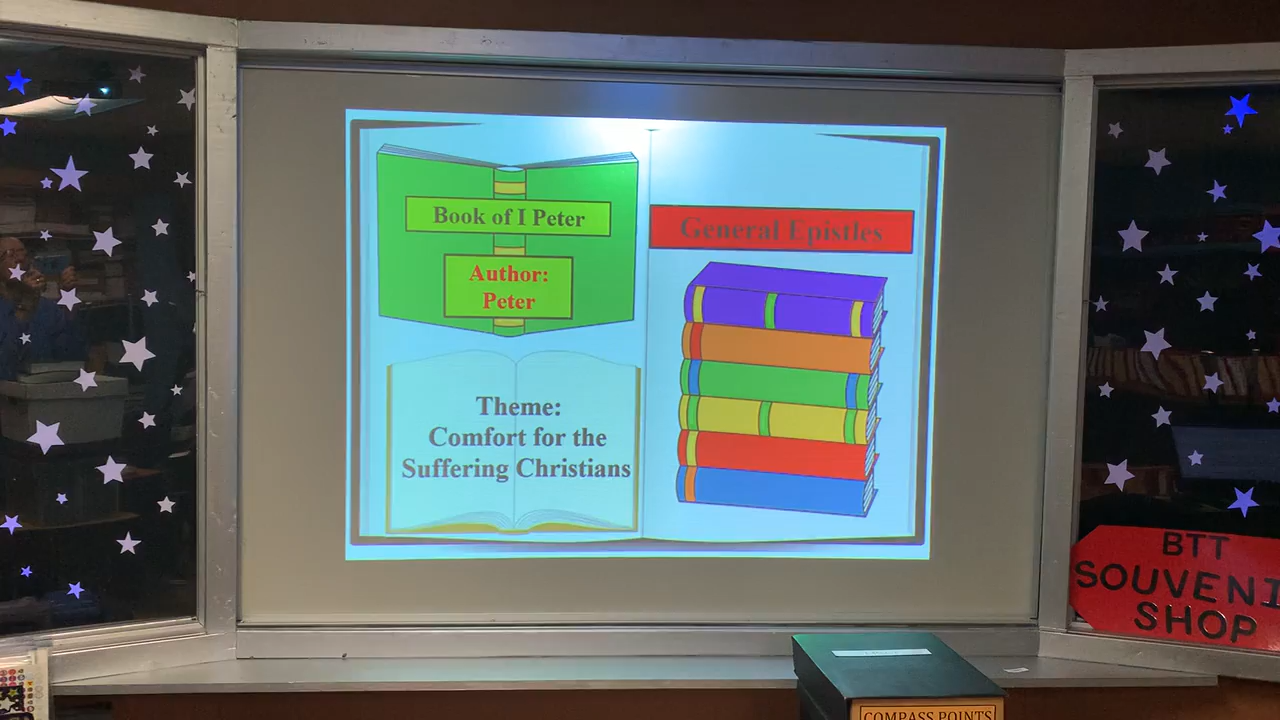 Book of I Peter
Author:
Peter
Theme:
Comfort for the
Suffering Christians
General Epistles
BTT
SOUVENI
SHOP
COMPASS POINTS